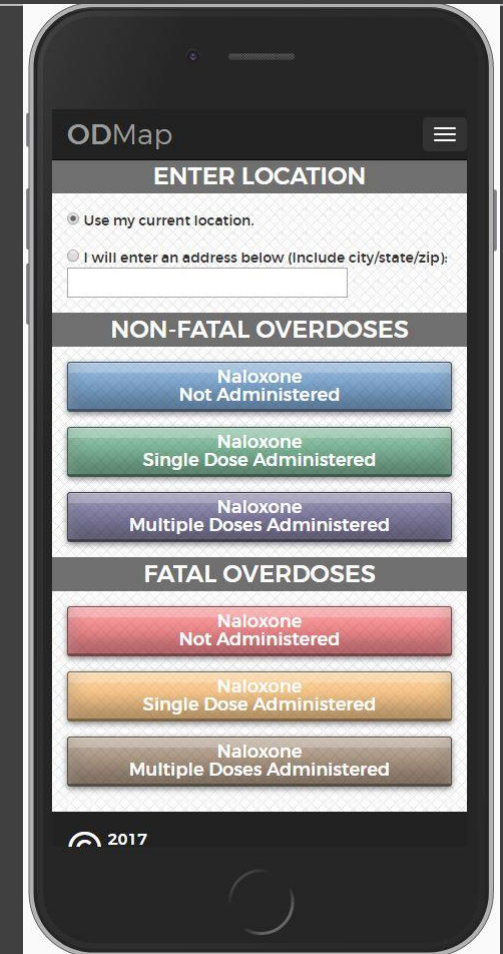 ODMap
ENTER LOCATION
Use my current location.
I will enter an address below (Include city/state/zip):
NON-FATAL OVERDOSES
Naloxone
Not Administered
Naloxone
Single Dose Administered
Naloxone
Multiple Doses Administered
FATAL OVERDOSES
Naloxone
Not Administered
Naloxone
Single Dose Administered
Naloxone
Multiple Doses Administered
© 2017